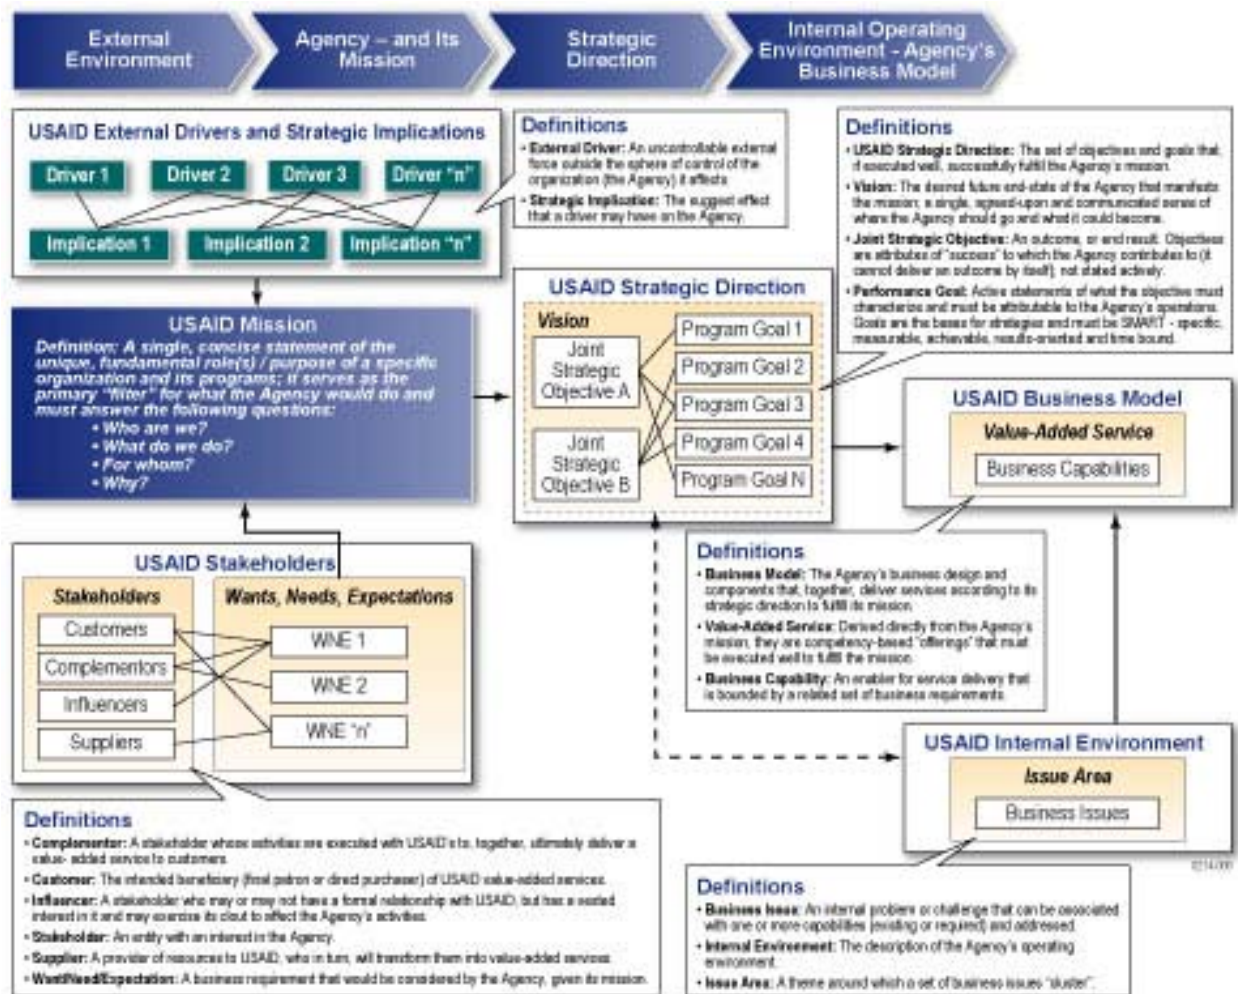 External
Environment
Agency – and Its
Mission
Strategic
Direction
Internal Operating
Environment - Agency's
Business Model
USAID External Drivers and Strategic Implications
Driver 1
Driver 2
Driver 3
Driver "n"
Implication 1
Implication 2
Implication "n"
Definitions
• External Driver: An uncontrollable external
force outside the sphere of control of the
organization (the Agency) it affects
• Strategic Implication: The suggest effect
that a driver may have on the Agency.
Definitions
• USAID Strategic Direction: The set of objectives and goals that,
if executed well, successfully fulfill the Agency's mission.
• Vision: The desired future end-state of the Agency that manifests
the mission; a single, agreed-upon and communicated sense of
where the Agency should go and what it could become.
• Joint Strategic Objective: An outcome, or end result. Objectives
are attributes of "success" to which the Agency contributes to (it
cannot deliver an outcome by itself); not stated actively.
• Performance Goal: Active statements of what the objective must
characterize and must be attributable to the Agency's operations.
Goals are the bases for strategies and must be SMART - specific,
measurable, achievable, results-oriented and time bound.
USAID Mission
Definition: A single, concise statement of the
unique, fundamental role(s) / purpose of a specific
organization and its programs; it serves as the
primary "filter" for what the Agency would do and
must answer the following questions:
• Who are we?
• What do we do?
• For whom?
• Why?
USAID Strategic Direction
Vision
Joint
Strategic
Objective A
Joint
Strategic
Objective B
Program Goal 1
Program Goal 2
Program Goal 3
Program Goal 4
Program Goal N
USAID Business Model
Value-Added Service
Business Capabilities
USAID Stakeholders
Stakeholders
Customers
Complementors
Influencers
Suppliers
Wants, Needs, Expectations
WNE 1
WNE 2
WNE "n"
Definitions
• Business Model: The Agency's business design and
components that, together, deliver services according to its
strategic direction to fulfill its mission.
• Value-Added Service: Derived directly from the Agency's
mission, they are competency-based "offerings" that must
be executed well to fulfill the mission.
• Business Capability: An enabler for service delivery that
is bounded by a related set of business requirements.
USAID Internal Environment
Issue Area
Business Issues
Definitions
• Complementor: A stakeholder whose activities are executed with USAID's to, together, ultimately deliver a
value- added service to customers.
• Customer: The intended beneficiary (final patron or direct purchaser) of USAID value-added services.
• Influencer: A stakeholder who may or may not have a formal relationship with USAID, but has a vested
interest in it and may exercise its clout to affect the Agency's activities.
• Stakeholder: An entity with an interest in the Agency.
• Supplier: A provider of resources to USAID, who in turn, will transform them into value-added services
• Want/Need/Expectation: A business requirement that would be considered by the Agency, given its mission.
Definitions
• Business Issue: An internal problem or challenge that can be associated
with one or more capabilities (existing or required) and addressed.
• Internal Environment: The description of the Agency's operating
environment.
• Issue Area: A theme around which a set of business issues "cluster".